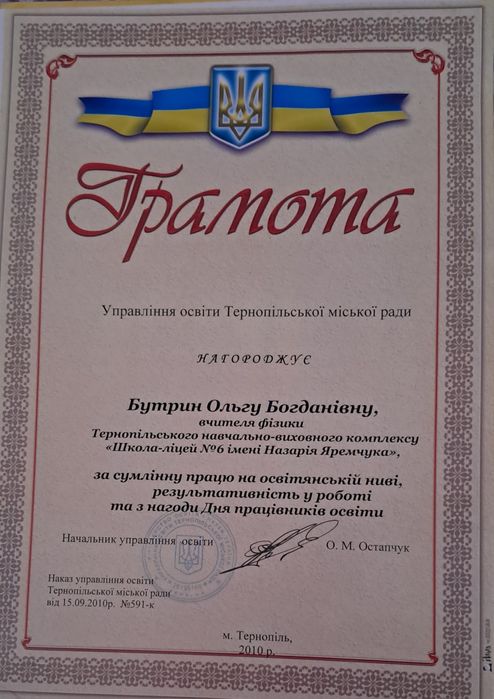 Грамота
Управління освіти Тернопільської міської ради
НАГОРОДЖУЄ
Бутрин Ольгу Богданівну,
вчителя фізики
Тернопільського навчально-виховного комплексу
«Школа-ліцей №6 імені Назарія Яремчука»,
за сумлінну працю на освітянській ниві,
результативність у роботі
та з нагоди Дня працівників освіти
Начальник управління освіти
О. М. Остапчук
Наказ управління освіти
Тернопільської міської ради
від 15.09.2010р. №591-к
м. Тернопіль,
2010 р.